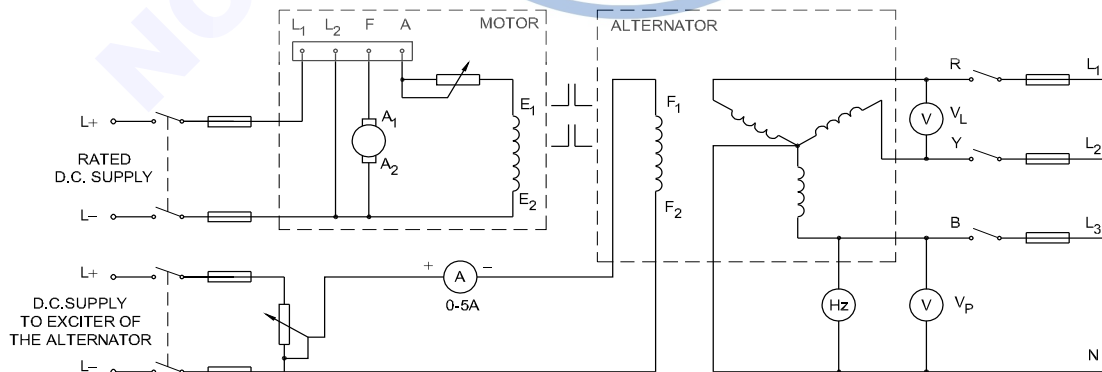 L1 L2 F A MOTOR ALTERNATOR
R L1
E1 F1
L+ A1 V VL
RATED
D.C. SUPPLY
A2 Y L2
E2 F2
L– B L3
L+ + A –
0-5A
D.C.SUPPLY
TO EXCITER OF
THE ALTERNATOR
Hz V VP
L– N